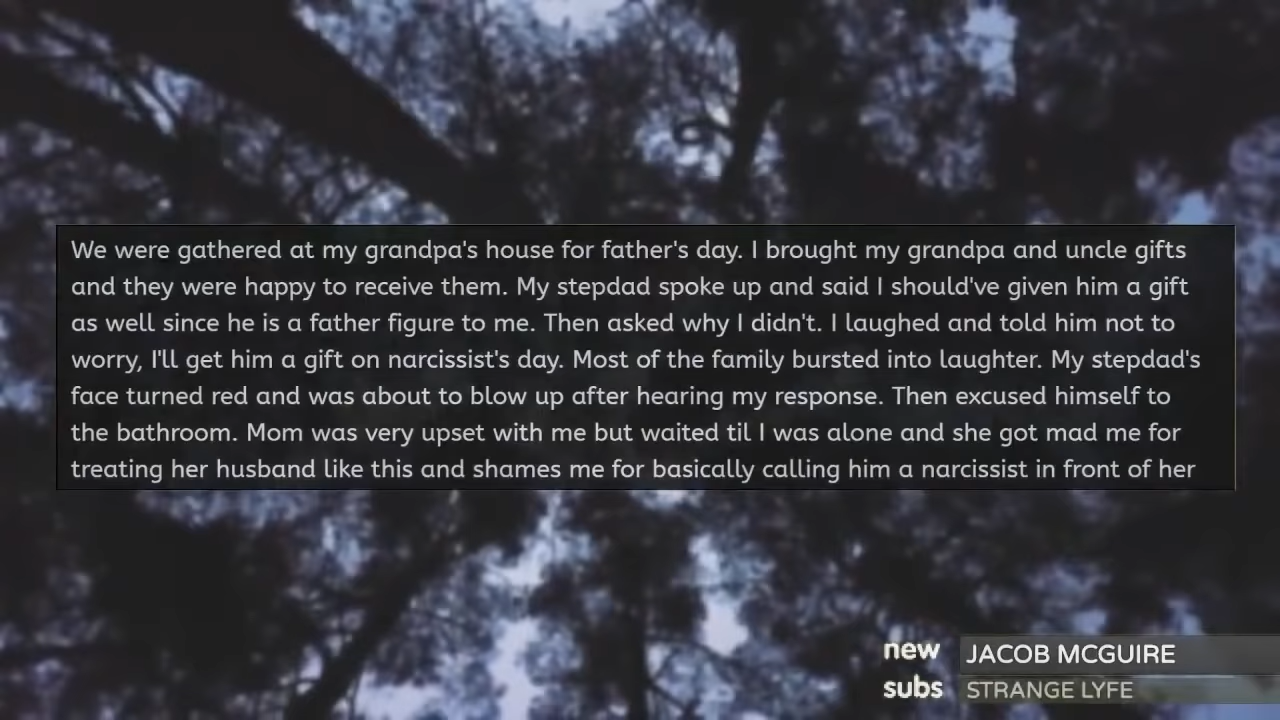 We were gathered at my grandpa's house for father's day. I brought my grandpa and uncle gifts
and they were happy to receive them. My stepdad spoke up and said I should've given him a gift
as well since he is a father figure to me. Then asked why I didn't. I laughed and told him not to
worry, I'll get him a gift on narcissist's day. Most of the family bursted into laughter. My stepdad's
face turned red and was about to blow up after hearing my response. Then excused himself to
the bathroom. Mom was very upset with me but waited til I was alone and she got mad me for
treating her husband like this and shames me for basically calling him a narcissist in front of her
new
JACOB MCGUIRE
subs
STRANGE LYFE